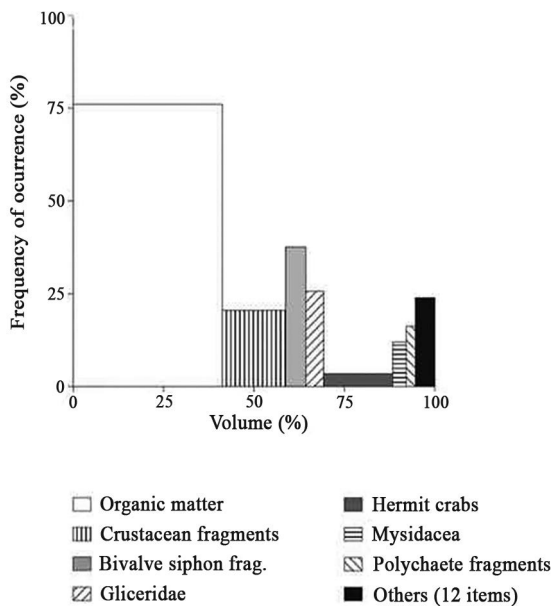 100
75
50
25
0
Frequency of ocurrence (%)
0 25 50 75 100
Volume (%)
Organic matter
Crustacean fragments
Bivalve siphon frag.
Gliceridae
Hermit crabs
Mysidacea
Polychaete fragments
Others (12 items)